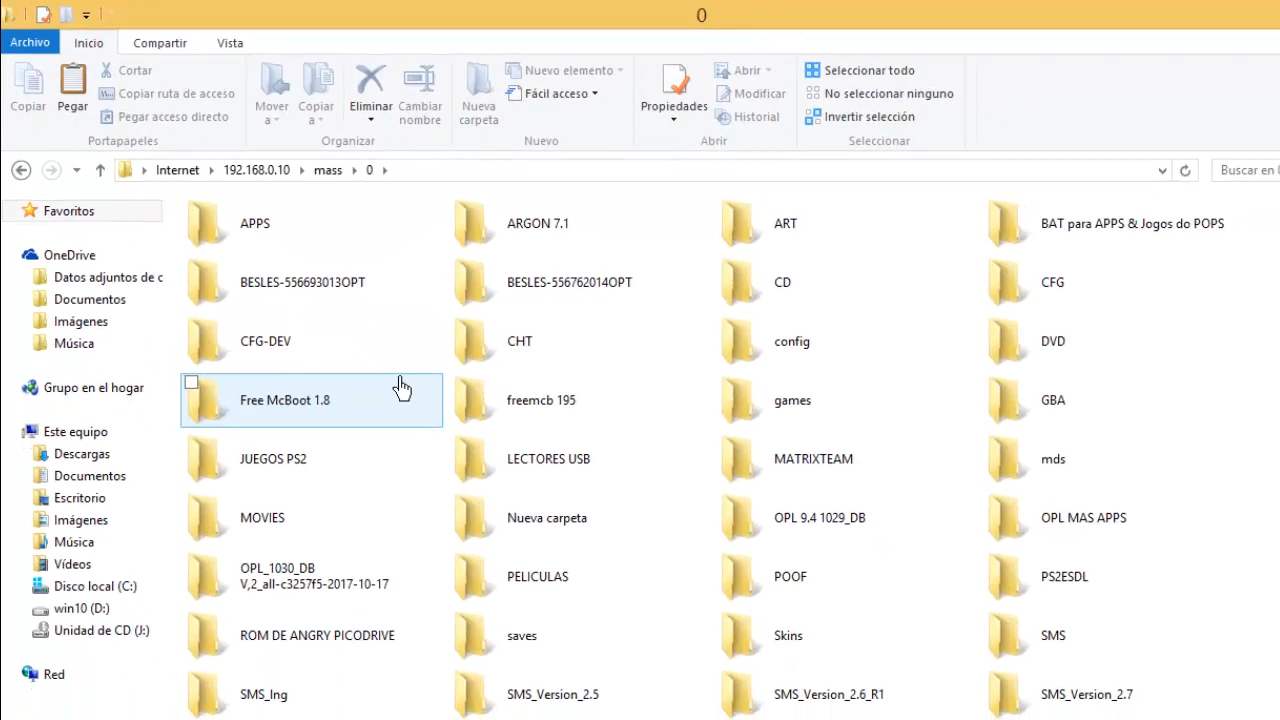 0
Archivo Inicio Compartir Vista
Copiar
Pegar
Cortar
Copiar ruta de acceso
Pegar acceso directo
Portapapeles
Mover a
Copiar a
Eliminar
Cambiar nombre
Organizar
Nueva carpeta
Nuevo elemento
Fácil acceso
Nuevo
Propiedades
Abrir
Modificar
Historial
Abrir
Seleccionar todo
No seleccionar ninguno
Invertir selección
Seleccionar
Internet 192.168.0.10 mass 0
Buscar en
Favoritos
OneDrive
Datos adjuntos de c
Documentos
Imágenes
Música
Grupo en el hogar
Este equipo
Descargas
Documentos
Escritorio
Imágenes
Música
Vídeos
Disco local (C:)
win10 (D:)
Unidad de CD (J:)
Red
APPS
ARGON 7.1
ART
BAT para APPS & Jogos do POPS
BESLES-556693013OPT
BESLES-556762014OPT
CD
CFG
CFG-DEV
CHT
config
DVD
Free McBoot 1.8
freemcb 195
games
GBA
JUEGOS PS2
LECTORES USB
MATRIXTEAM
mds
MOVIES
Nueva carpeta
OPL 9.4 1029_DB
OPL MAS APPS
OPL_1030_DB
V,2_all-c3257f5-2017-10-17
PELICULAS
POOF
PS2ESDL
ROM DE ANGRY PICODRIVE
saves
Skins
SMS
SMS_Ing
SMS_Version_2.5
SMS_Version_2.6_R1
SMS_Version_2.7